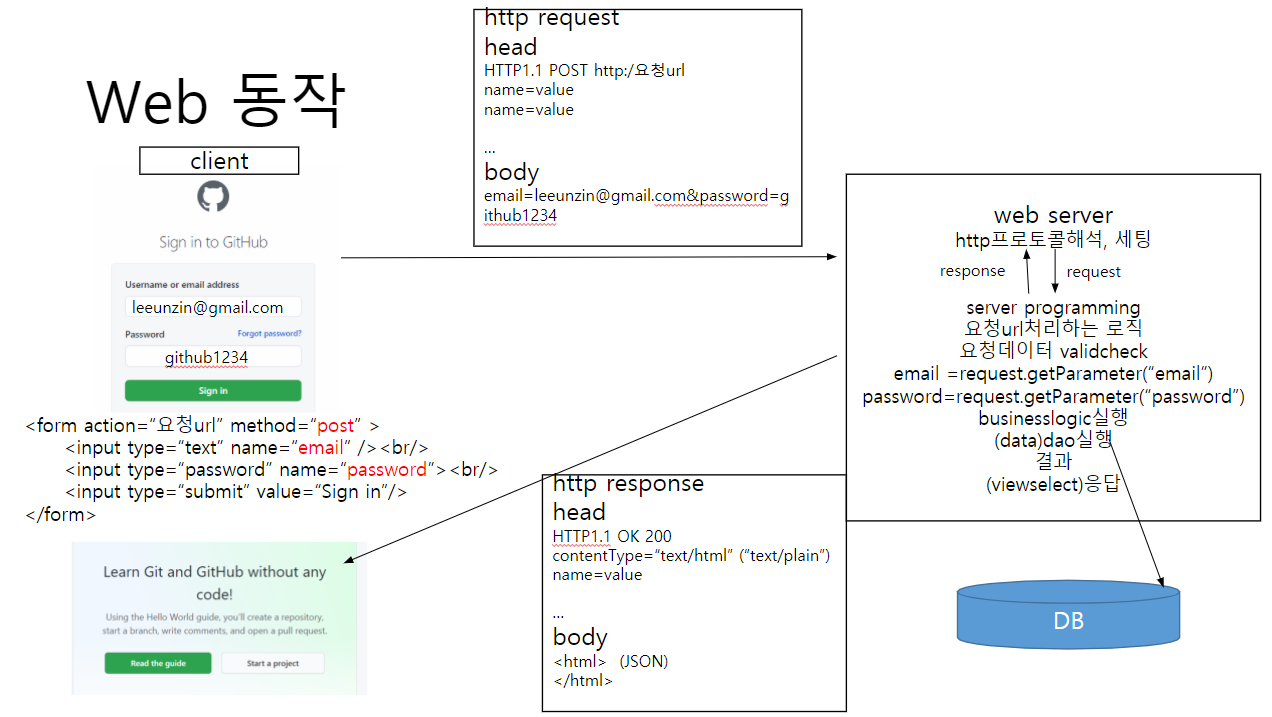 Web 동작
client
Sign in to GitHub
Username or email address
leeunzin@gmail.com
Password
Forgot password?
github1234
Sign in
<form action=“요청url” method=“post” >
<input type=“text” name=“email” /><br/>
<input type=“password” name=“password”><br/>
<input type=“submit” value=“Sign in”/>
</form>
Learn Git and GitHub without any
code!
Using the Hello World guide, you'll create a repository,
start a branch, write comments, and open a pull request.
Read the guide
Start a project
http request
head
HTTP1.1 POST http:/요청url
name=value
name=value
...
body
email=leeunzin@gmail.com&password=g
ithub1234
web server
http프로토콜해석, 세팅
response
request
server programming
요청url처리하는 로직
요청데이터 validcheck
email =request.getParameter(“email”)
password=request.getParameter(“password”)
businesslogic실행
(data)dao실행
결과
(viewselect)응답
http response
head
HTTP1.1 OK 200
contentType=“text/html” (“text/plain”)
name=value
...
body
<html> (JSON)
</html>
DB